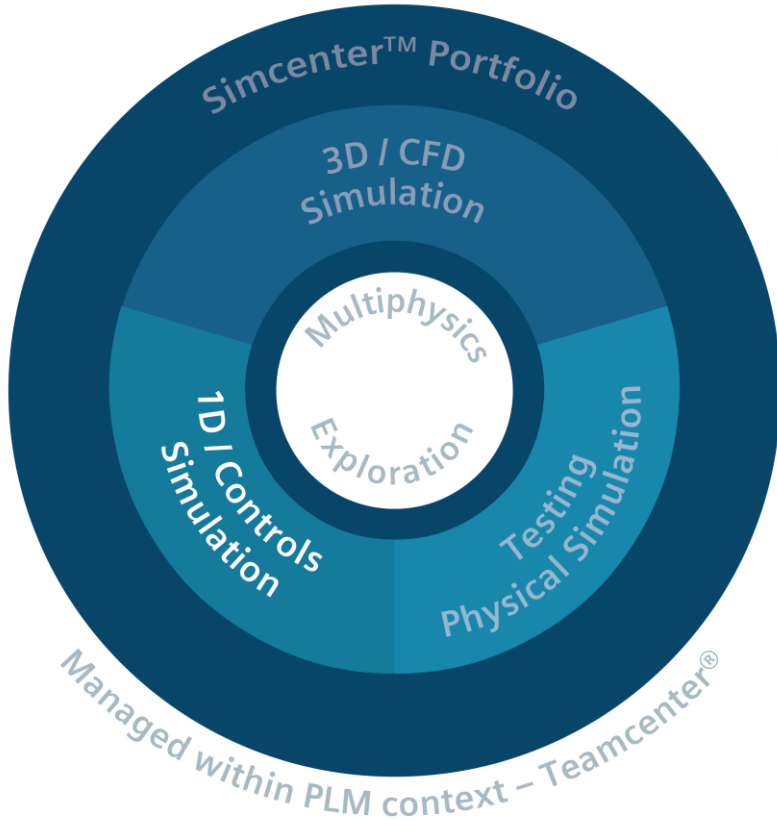 Simcenter™ Portfolio
3D / CFD
Simulation
Multiphysics
Exploration
1D / Controls
Simulation
Testing
Physical Simulation
Managed within PLM context – Teamcenter®